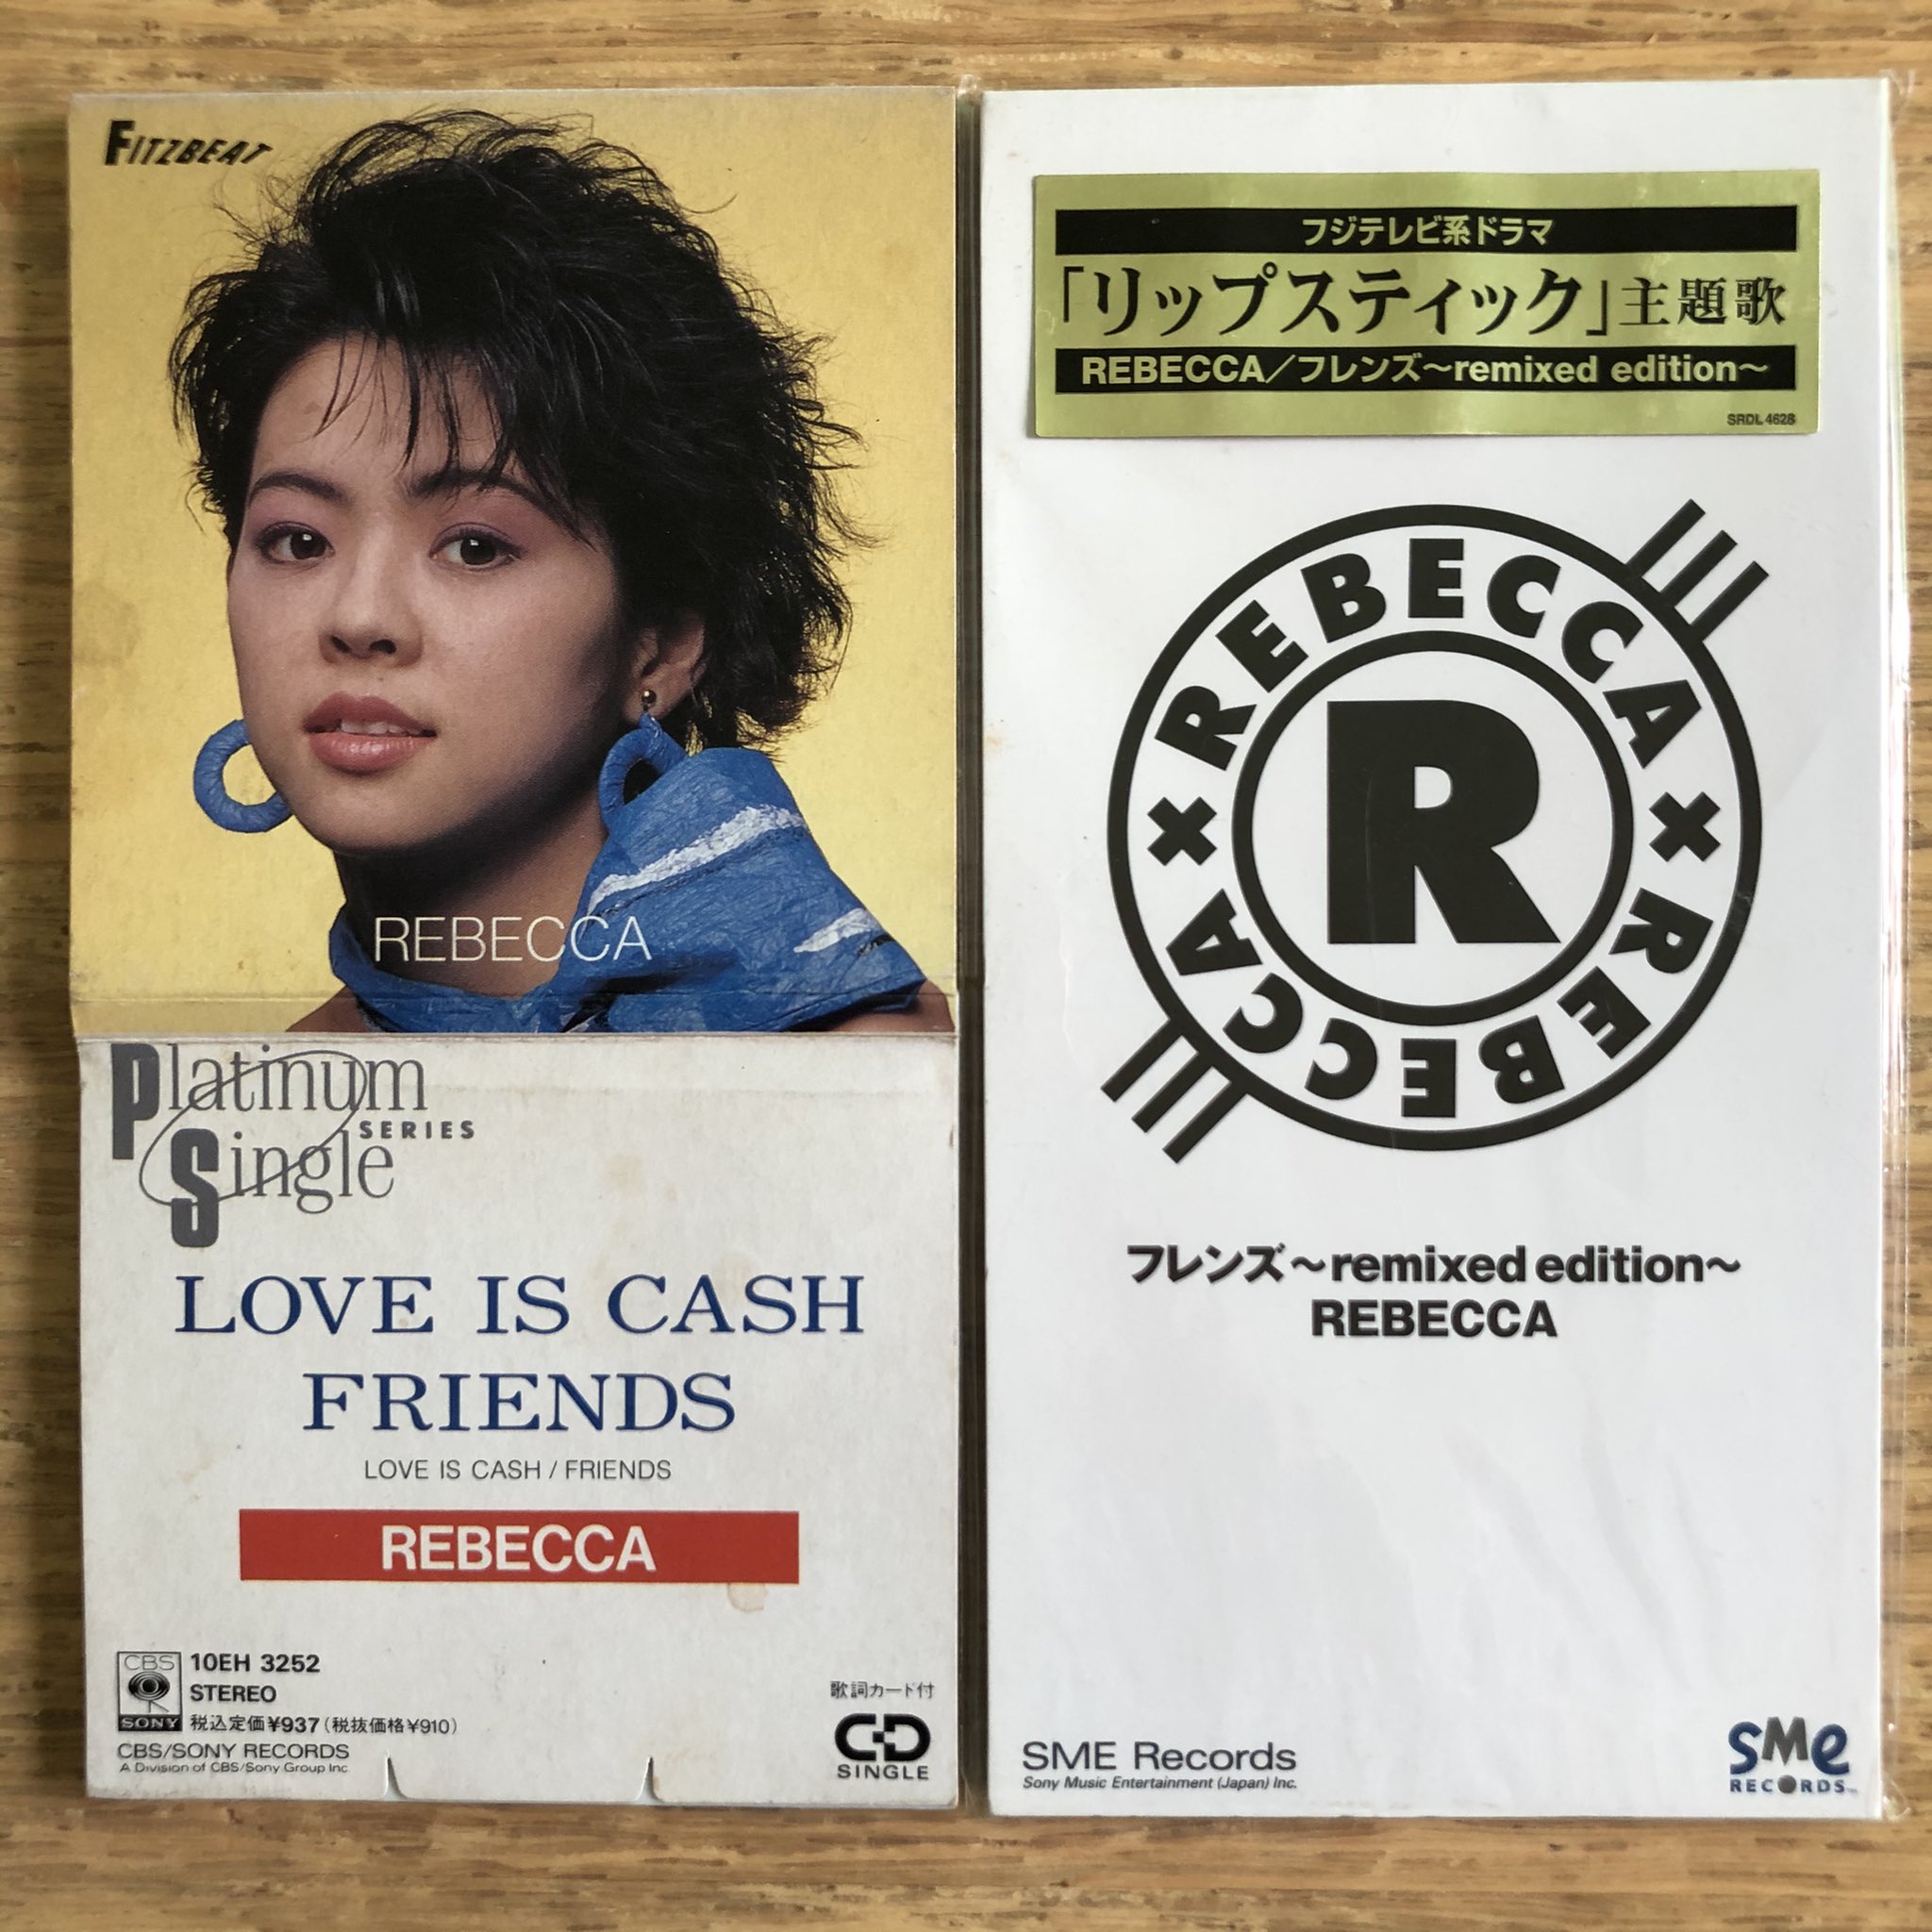 FITZBEAT
REBECCA
Platinum
SERIES
Single
LOVE IS CASH
FRIENDS
LOVE IS CASH / FRIENDS
REBECCA
CBS
SONY
10EH 3252
STEREO
税込定価¥937(税抜価格¥910)
CBS/SONY RECORDS
A Division of CBS/Sony Group Inc.
歌詞カード付
CD
SINGLE
フジテレビ系ドラマ
「リップスティック」主題歌
REBECCA/フレンズ〜remixed edition〜
SRDL 4628
REBECCA × REBECCA ×
R
フレンズ〜remixed edition〜
REBECCA
SME Records
Sony Music Entertainment (Japan) Inc.
SMe
RECORDS